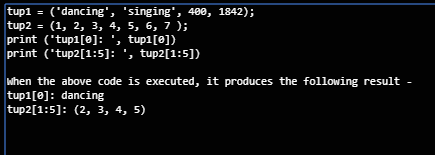 tup1 = ('dancing', 'singing', 400, 1842);
tup2 = (1, 2, 3, 4, 5, 6, 7 );
print ('tup1[0]: ', tup1[0])
print ('tup2[1:5]: ', tup2[1:5])
When the above code is executed, it produces the following result -
tup1[0]: dancing
tup2[1:5]: (2, 3, 4, 5)